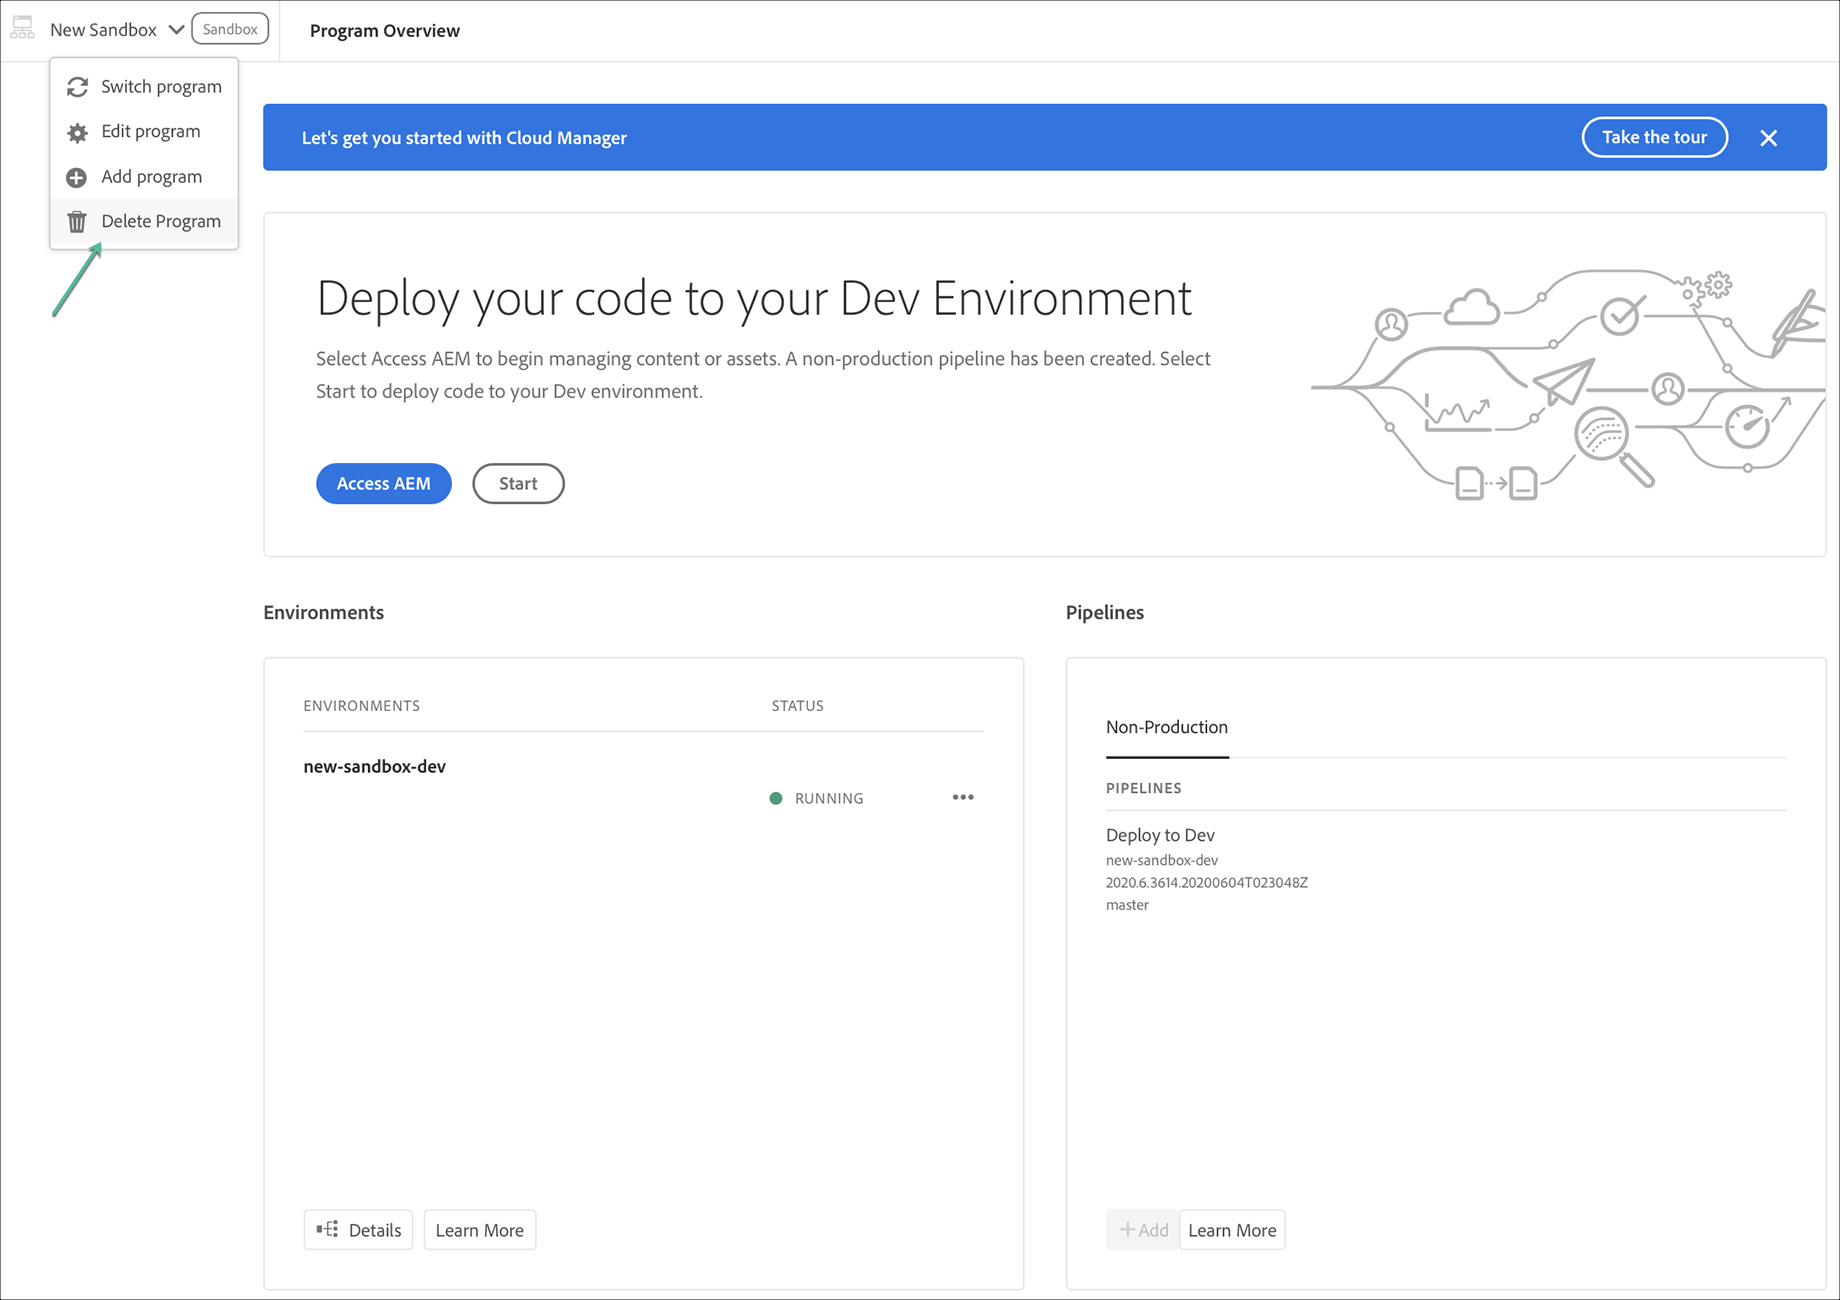 New Sandbox
Sandbox
Program Overview
Switch program
Edit program
Add program
Delete Program
Let's get you started with Cloud Manager
Take the tour
Deploy your code to your Dev Environment
Select Access AEM to begin managing content or assets. A non-production pipeline has been created. Select
Start to deploy code to your Dev environment.
Access AEM
Start
Environments
ENVIRONMENTS
STATUS
new-sandbox-dev
RUNNING
Details
Learn More
Pipelines
Non-Production
PIPELINES
Deploy to Dev
new-sandbox-dev
2020.6.3614.20200604T023048Z
master
Add
Learn More